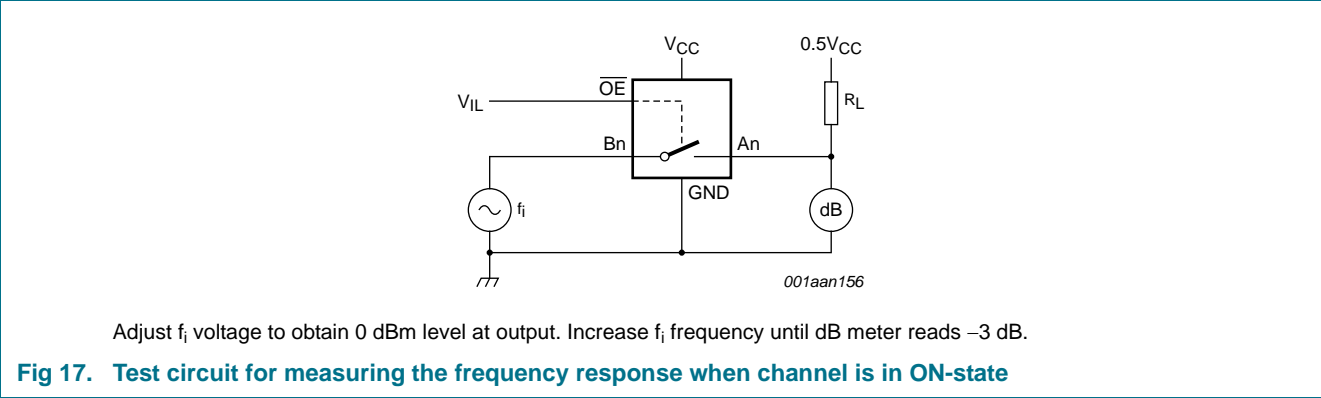 V_CC 0.5V_CC
O̅E̅
V_IL R_L
Bn An
GND
f_i dB
001aan156
Adjust f_i voltage to obtain 0 dBm level at output. Increase f_i frequency until dB meter reads −3 dB.
Fig 17. Test circuit for measuring the frequency response when channel is in ON-state